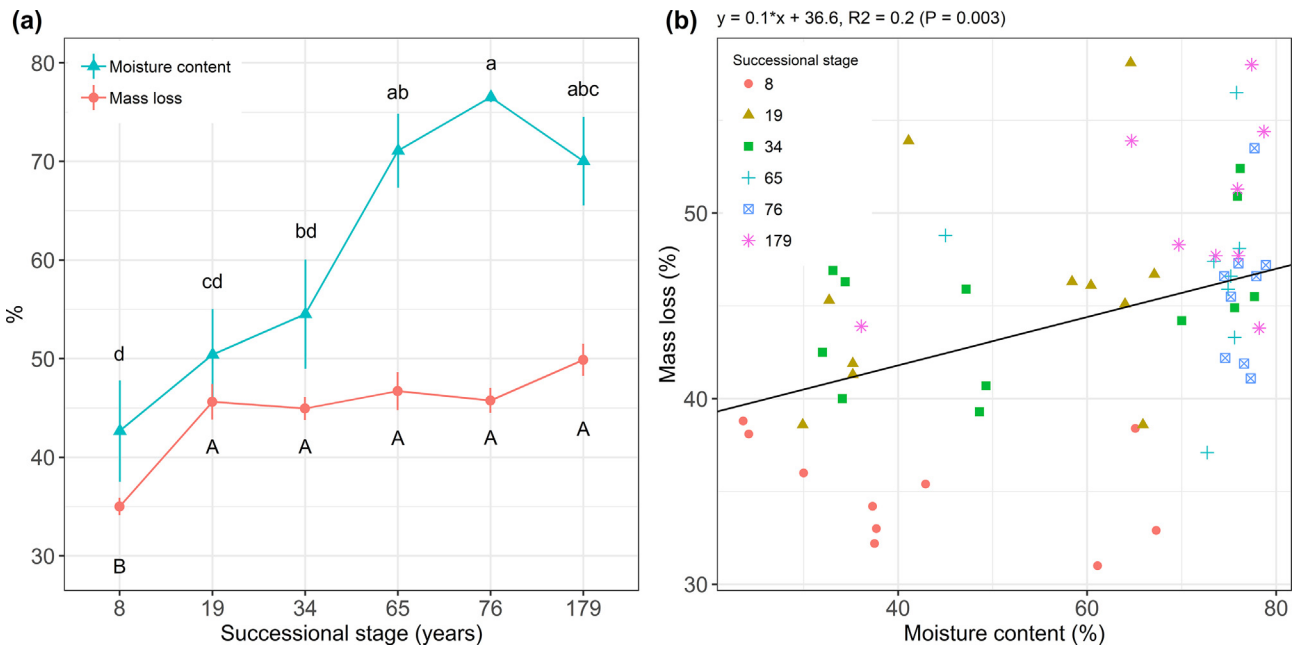 (a)
Moisture content
Mass loss
80
70
60
50
40
30
%
d
cd
bd
ab
a
abc
B
A
A
A
A
A
8 19 34 65 76 179
Successional stage (years)
(b)
y = 0.1*x + 36.6, R2 = 0.2 (P = 0.003)
Successional stage
8
19
34
65
76
179
50
40
30
Mass loss (%)
40 60 80
Moisture content (%)